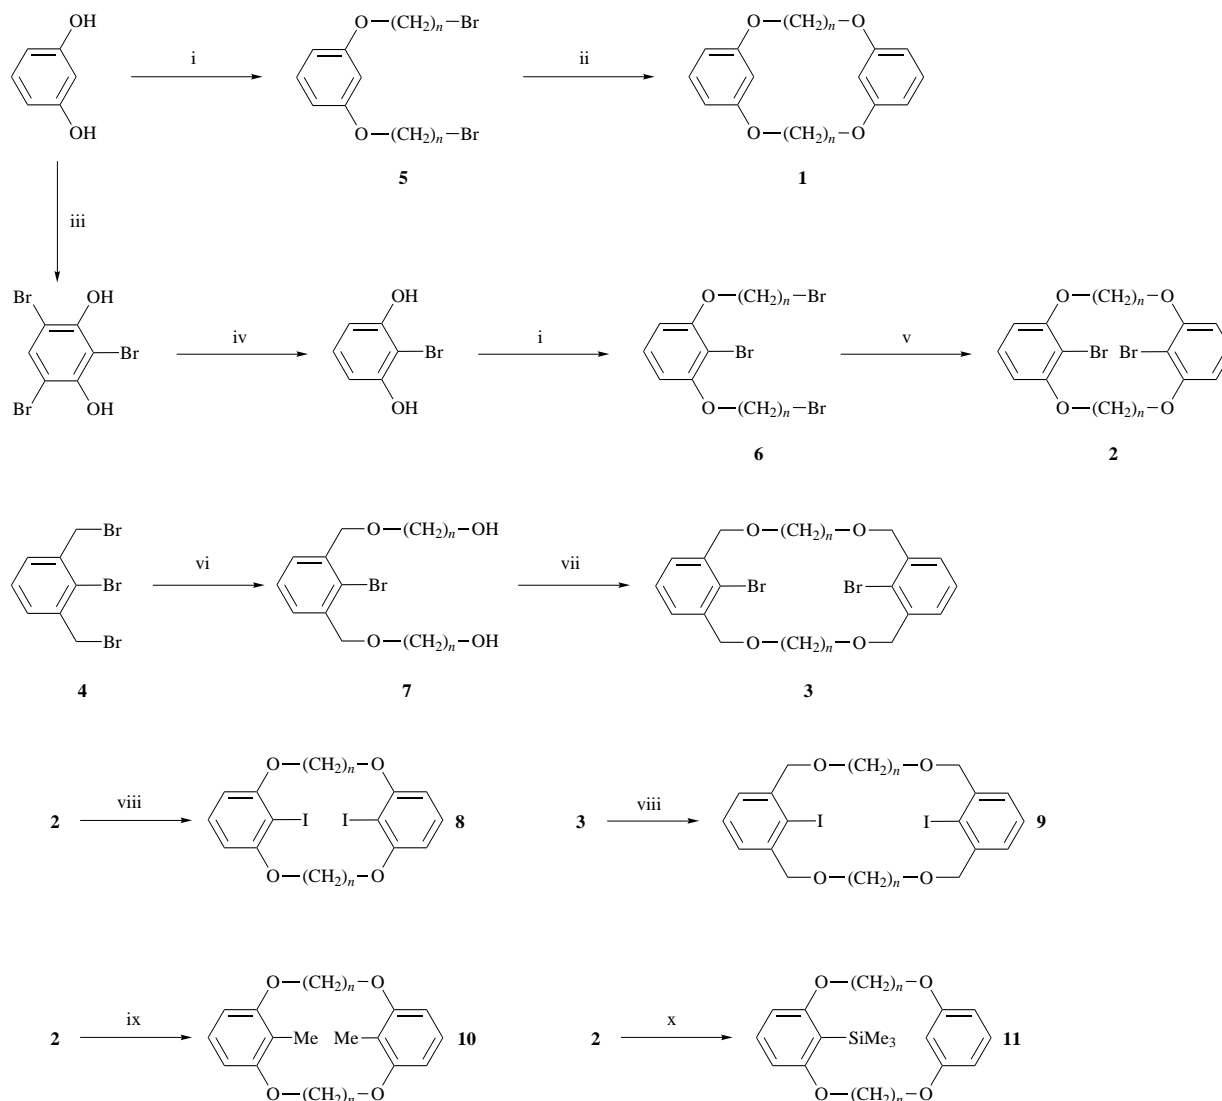 OH
OH
i
O—(CH2)n—Br
O—(CH2)n—Br
5
ii
O—(CH2)n—O
O—(CH2)n—O
1
iii
Br
OH
Br
Br
OH
iv
OH
Br
OH
i
O—(CH2)n—Br
Br
O—(CH2)n—Br
6
v
O—(CH2)n—O
Br Br
O—(CH2)n—O
2
Br
Br
Br
4
vi
O—(CH2)n—OH
Br
O—(CH2)n—OH
7
vii
O—(CH2)n—O
Br Br
O—(CH2)n—O
3
2
viii
O—(CH2)n—O
I I
O—(CH2)n—O
8
3
viii
O—(CH2)n—O
I I
O—(CH2)n—O
9
2
ix
O—(CH2)n—O
Me Me
O—(CH2)n—O
10
2
x
O—(CH2)n—O
SiMe3
O—(CH2)n—O
11